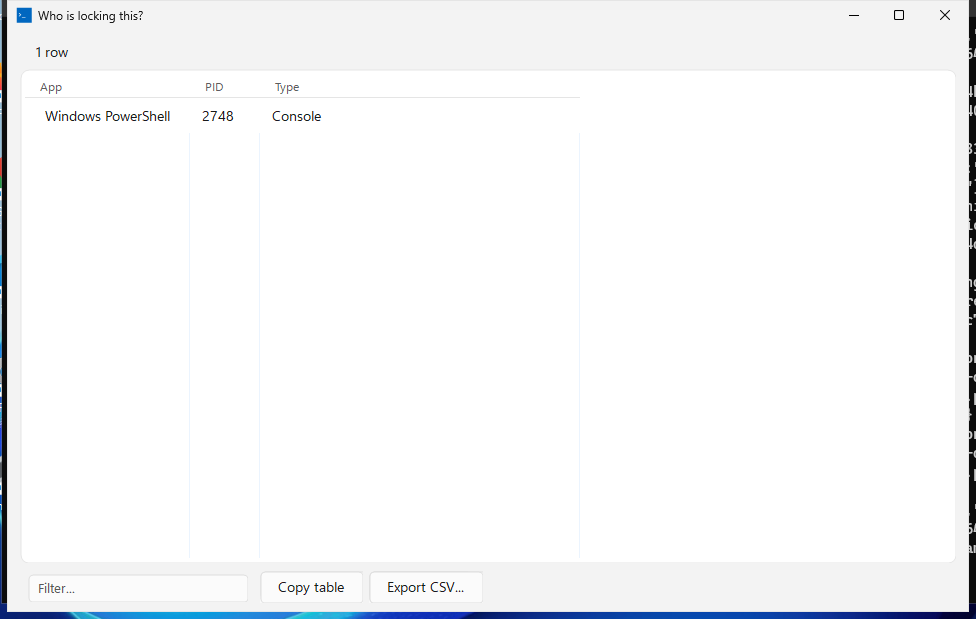 Who is locking this?
1 row
App PID Type
Windows PowerShell 2748 Console
Filter... Copy table Export CSV...